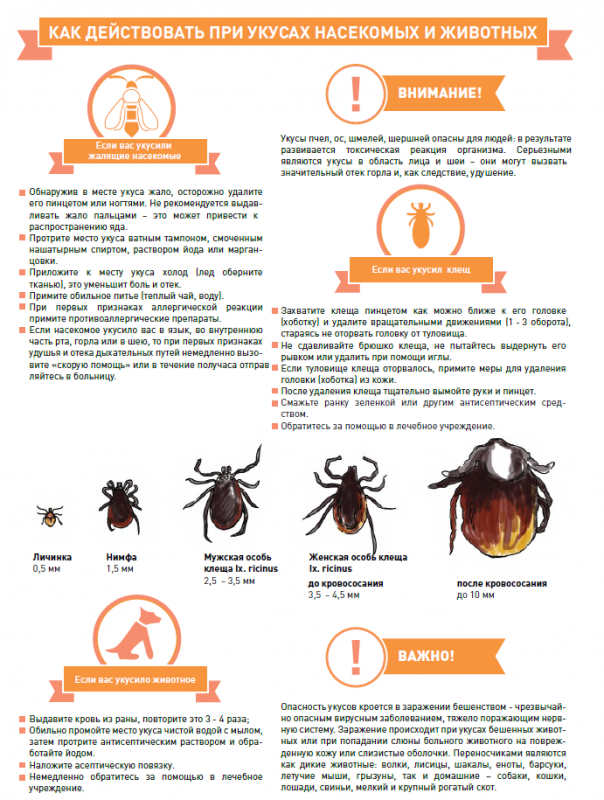 КАК ДЕЙСТВОВАТЬ ПРИ УКУСАХ НАСЕКОМЫХ И ЖИВОТНЫХ
Если вас укусили
жалящие насекомые
Обнаружив в месте укуса жало, осторожно удалите
его пинцетом или ногтями. Не рекомендуется выдав-
ливать жало пальцами – это может привести к
распространению яда.
Протрите место укуса ватным тампоном, смоченным
нашатырным спиртом, раствором йода или марган-
цовки.
Приложите к месту укуса холод (лед оберните
тканью), это уменьшит боль и отек.
Примите обильное питье (теплый чай, воду).
При первых признаках аллергической реакции
примите противоаллергические препараты.
Если насекомое укусило вас в язык, во внутреннюю
часть рта, горла или в шею, то при первых признаках
удушья и отека дыхательных путей немедленно вызо-
вите «скорую помощь» или в течение получаса отправ
ляйтесь в больницу.
! ВНИМАНИЕ!
Укусы пчел, ос, шмелей, шершней опасны для людей: в результате
развивается токсическая реакция организма. Серьезными
являются укусы в область лица и шеи – они могут вызвать
значительный отек горла и, как следствие, удушение.
Если вас укусил клещ
Захватите клеща пинцетом как можно ближе к его головке
(хоботку) и удалите вращательными движениями (1 - 3 оборота),
стараясь не оторвать головку от туловища.
Не сдавливайте брюшко клеща, не пытайтесь выдернуть его
рывком или удалить при помощи иглы.
Если туловище клеща оторвалось, примите меры для удаления
головки (хоботка) из кожи.
После удаления клеща тщательно вымойте руки и пинцет.
Смажьте ранку зеленкой или другим антисептическим сред-
ством.
Обратитесь за помощью в лечебное учреждение.
Личинка
0,5 мм
Нимфа
1,5 мм
Мужская особь
клеща Ix. ricinus
2,5 – 3,5 мм
Женская особь клеща
Ix. ricinus
до кровососания
3,5 – 4,5 мм
после кровососания
до 10 мм
Если вас укусило животное
Выдавите кровь из раны, повторите это 3 - 4 раза;
Обильно промойте место укуса чистой водой с мылом,
затем протрите антисептическим раствором и обра-
ботайте йодом.
Наложите асептическую повязку.
Немедленно обратитесь за помощью в лечебное
учреждение.
! ВАЖНО!
Опасность укусов кроется в заражении бешенством - чрезвычай-
но опасным вирусным заболеванием, тяжело поражающим нерв-
ную систему. Заражение происходит при укусах бешенных живот-
ных или при попадании слюны больного животного на повреж-
денную кожу или слизистые оболочки. Переносчиками являются
как дикие животные: волки, лисицы, шакалы, еноты, барсуки,
летучие мыши, грызуны, так и домашние – собаки, кошки,
лошади, свиньи, мелкий и крупный рогатый скот.